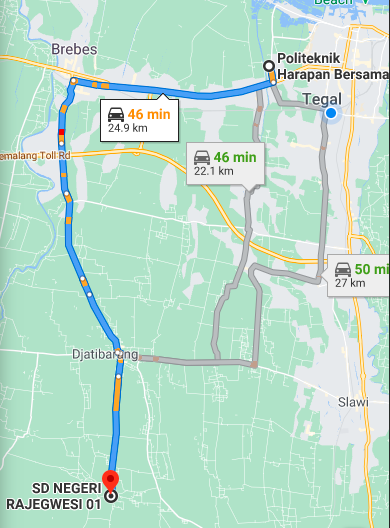 Beach
Brebes
Politeknik
Harapan Bersama
Tegal
46 min
24.9 km
46 min
22.1 km
emalang Toll Rd
50 mi
27 km
Djatibarang
Slawi
SD NEGERI
RAJEGWESI 01